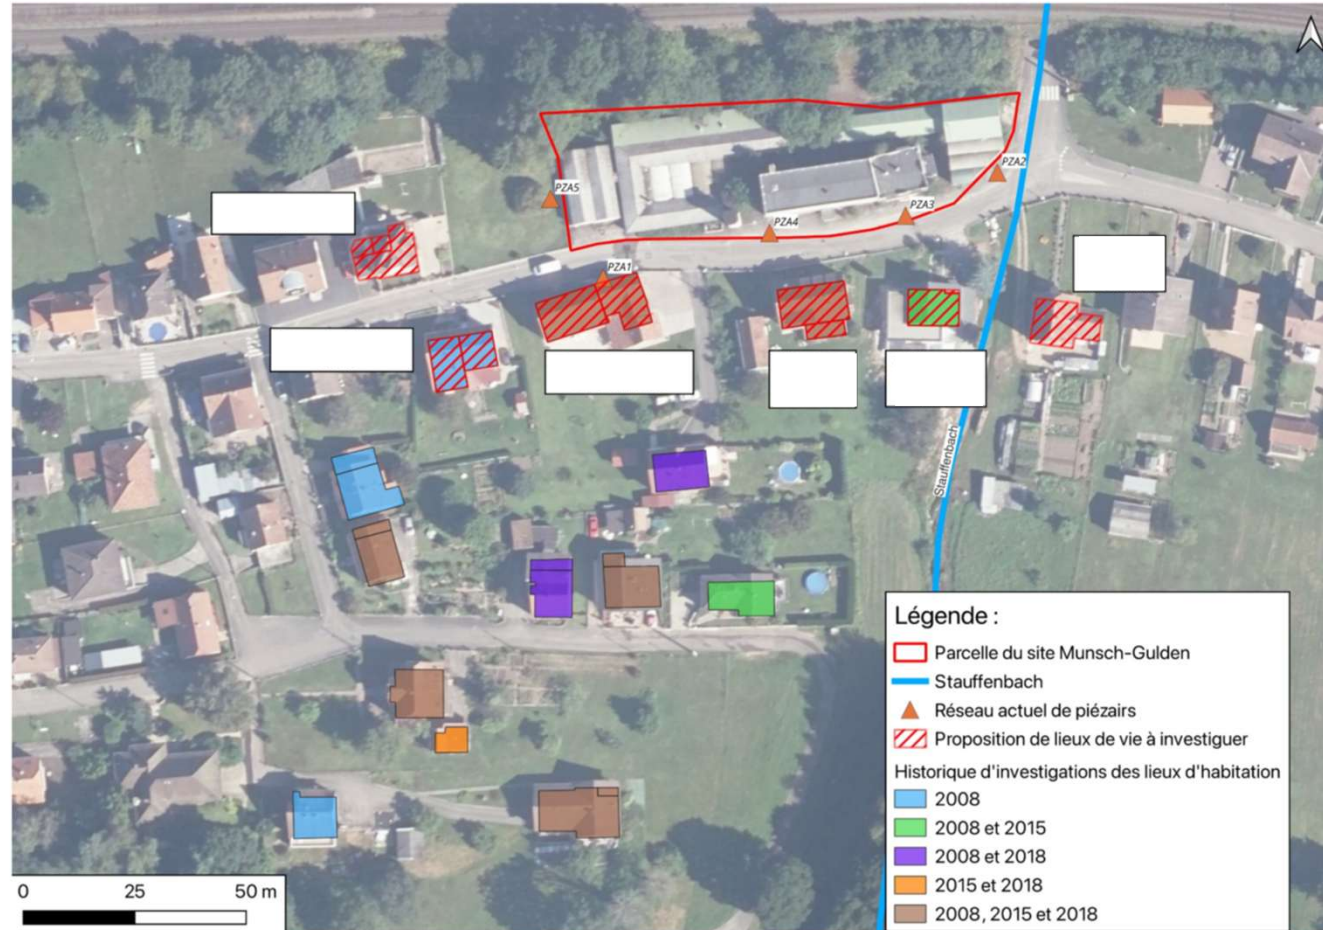 PZA2
PZA5
PZA3
PZA4
PZA1
Stauffenbach
Légende :
Parcelle du site Munsch-Gulden
Stauffenbach
Réseau actuel de piézairs
Proposition de lieux de vie à investiguer
Historique d'investigations des lieux d'habitation
2008
2008 et 2015
2008 et 2018
2015 et 2018
2008, 2015 et 2018
0 25 50 m